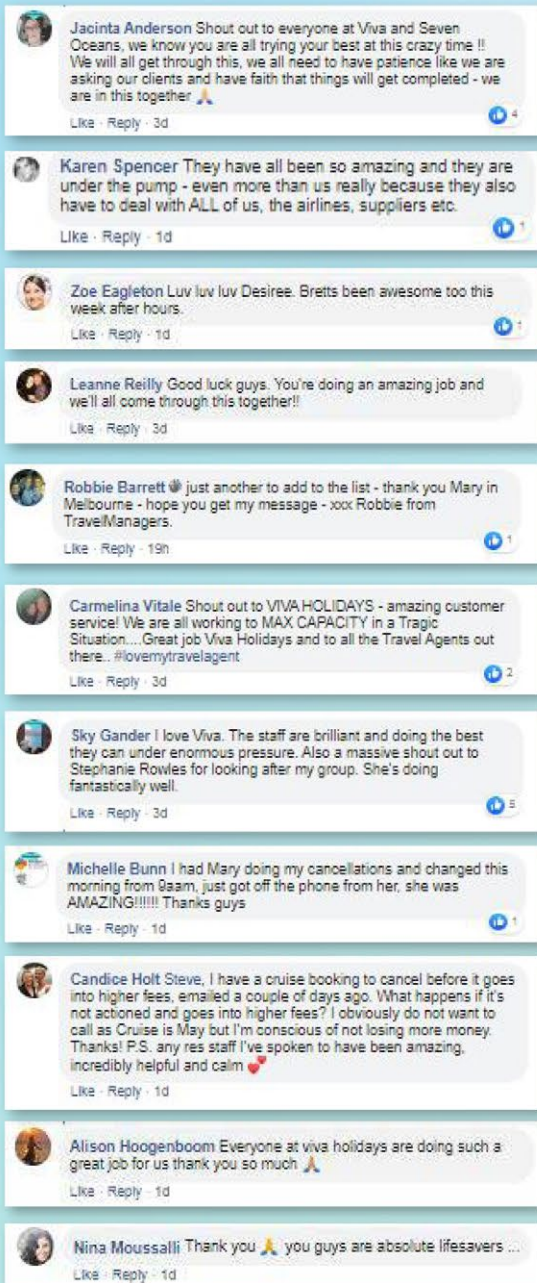 Jacinta Anderson Shout out to everyone at Viva and Seven
Oceans, we know you are all trying your best at this crazy time !!
We will all get through this, we all need to have patience like we are
asking our clients and have faith that things will get completed - we
are in this together 🙏
Like · Reply · 3d
4
Karen Spencer They have all been so amazing and they are
under the pump - even more than us really because they also
have to deal with ALL of us, the airlines, suppliers etc.
Like · Reply · 1d
1
Zoe Eagleton Luv luv luv Desiree. Bretts been awesome too this
week after hours.
Like · Reply · 1d
1
Leanne Reilly Good luck guys. You're doing an amazing job and
we'll all come through this together!!
Like · Reply · 3d
Robbie Barrett just another to add to the list - thank you Mary in
Melbourne - hope you get my message - xxx Robbie from
TravelManagers.
Like · Reply · 19h
1
Carmelina Vitale Shout out to VIVA HOLIDAYS - amazing customer
service! We are all working to MAX CAPACITY in a Tragic
Situation....Great job Viva Holidays and to all the Travel Agents out
there.. #lovemytravelagent
Like · Reply · 3d
2
Sky Gander I love Viva. The staff are brilliant and doing the best
they can under enormous pressure. Also a massive shout out to
Stephanie Rowles for looking after my group. She's doing
fantastically well.
Like · Reply · 3d
5
Michelle Bunn I had Mary doing my cancellations and changed this
morning from 9aam, just got off the phone from her, she was
AMAZING!!!!!! Thanks guys
Like · Reply · 1d
1
Candice Holt Steve, I have a cruise booking to cancel before it goes
into higher fees, emailed a couple of days ago. What happens if it's
not actioned and goes into higher fees? I obviously do not want to
call as Cruise is May but I'm conscious of not losing more money.
Thanks! P.S. any res staff I've spoken to have been amazing,
incredibly helpful and calm 💕
Like · Reply · 1d
Alison Hoogenboom Everyone at viva holidays are doing such a
great job for us thank you so much 🙏
Like · Reply · 1d
Nina Moussalli Thank you 🙏 you guys are absolute lifesavers ...
Like · Reply · 1d